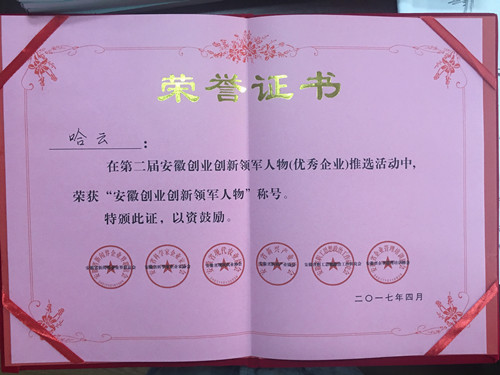 荣誉证书
哈云：
在第二届安徽创业创新领军人物(优秀企业)推选活动中,
荣获“安徽创业创新领军人物”称号。
特颁此证，以资鼓励。
二〇一七年四月